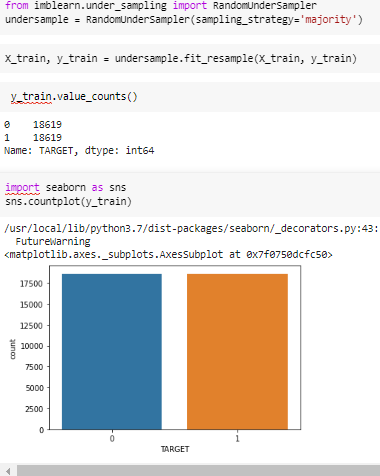 from imblearn.under_sampling import RandomUnderSampler
undersample = RandomUnderSampler(sampling_strategy='majority')
X_train, y_train = undersample.fit_resample(X_train, y_train)
y_train.value_counts()
0 18619
1 18619
Name: TARGET, dtype: int64
import seaborn as sns
sns.countplot(y_train)
/usr/local/lib/python3.7/dist-packages/seaborn/_decorators.py:43:
FutureWarning
<matplotlib.axes._subplots.AxesSubplot at 0x7f0750dcfc50>
17500
15000
12500
10000
7500
5000
2500
0
count
0 1
TARGET